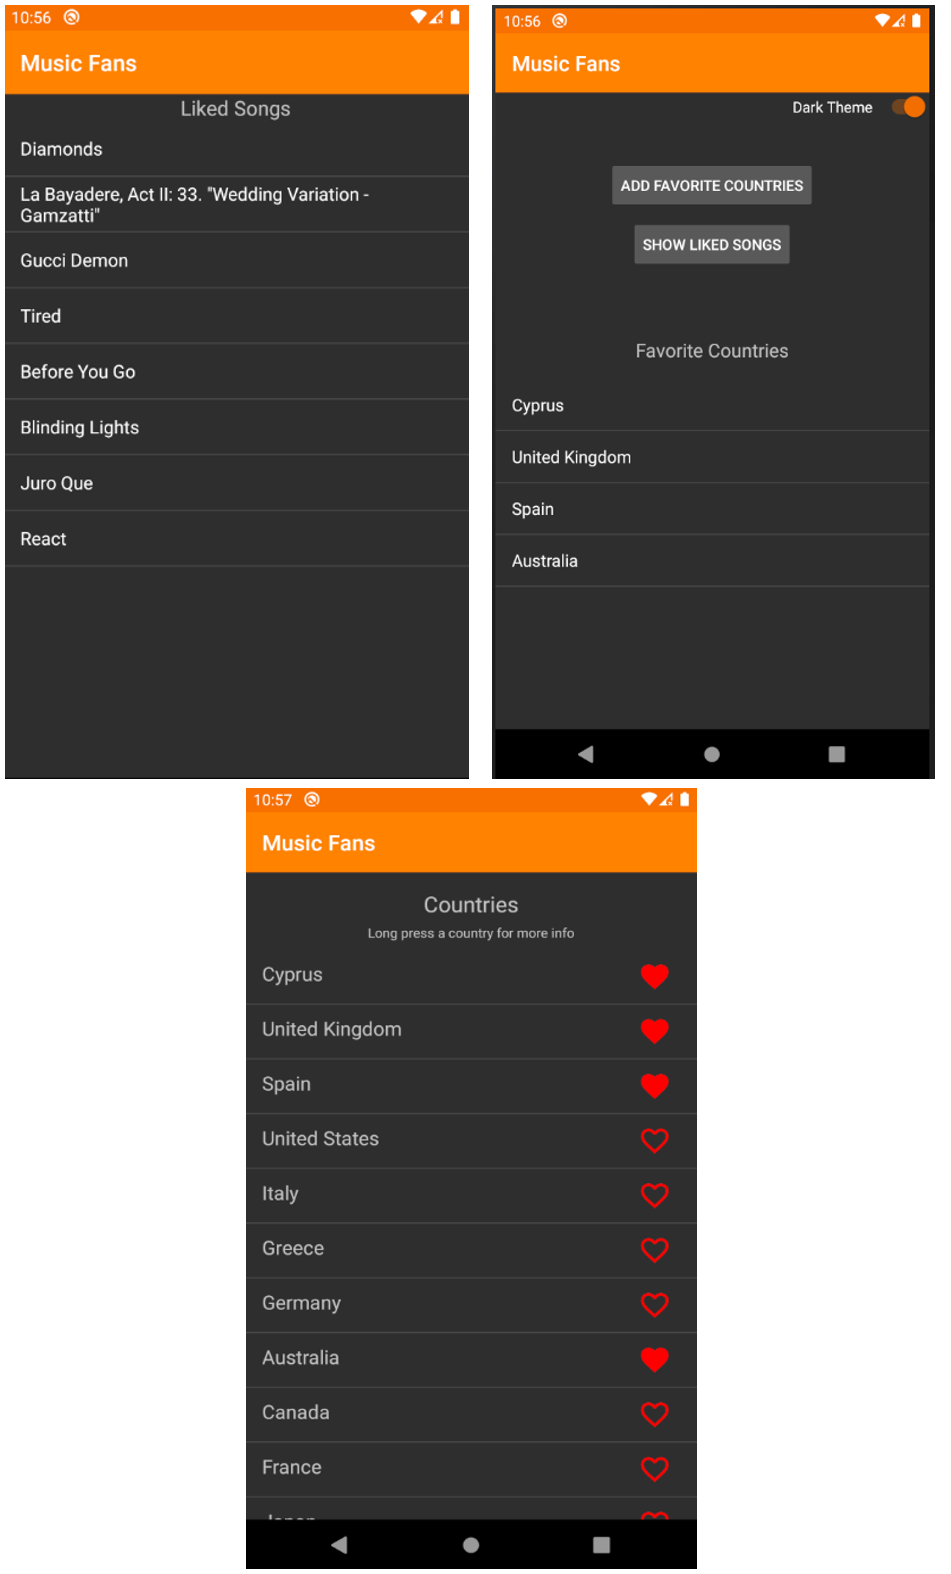 10:56
Music Fans
Liked Songs
Diamonds
La Bayadere, Act II: 33. "Wedding Variation -
Gamzatti"
Gucci Demon
Tired
Before You Go
Blinding Lights
Juro Que
React
10:56
Music Fans
Dark Theme
ADD FAVORITE COUNTRIES
SHOW LIKED SONGS
Favorite Countries
Cyprus
United Kingdom
Spain
Australia
10:57
Music Fans
Countries
Long press a country for more info
Cyprus
United Kingdom
Spain
United States
Italy
Greece
Germany
Australia
Canada
France